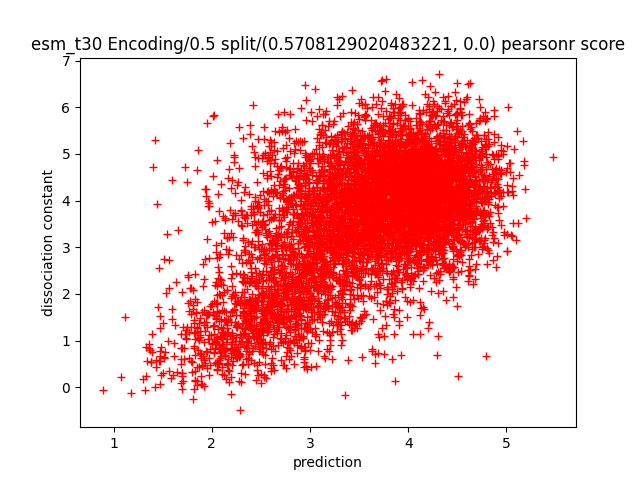 esm_t30 Encoding/0.5 split/(0.5708129020483221, 0.0) pearsonr score
7
6
5
4
3
2
1
0
dissociation constant
1 2 3 4 5
prediction